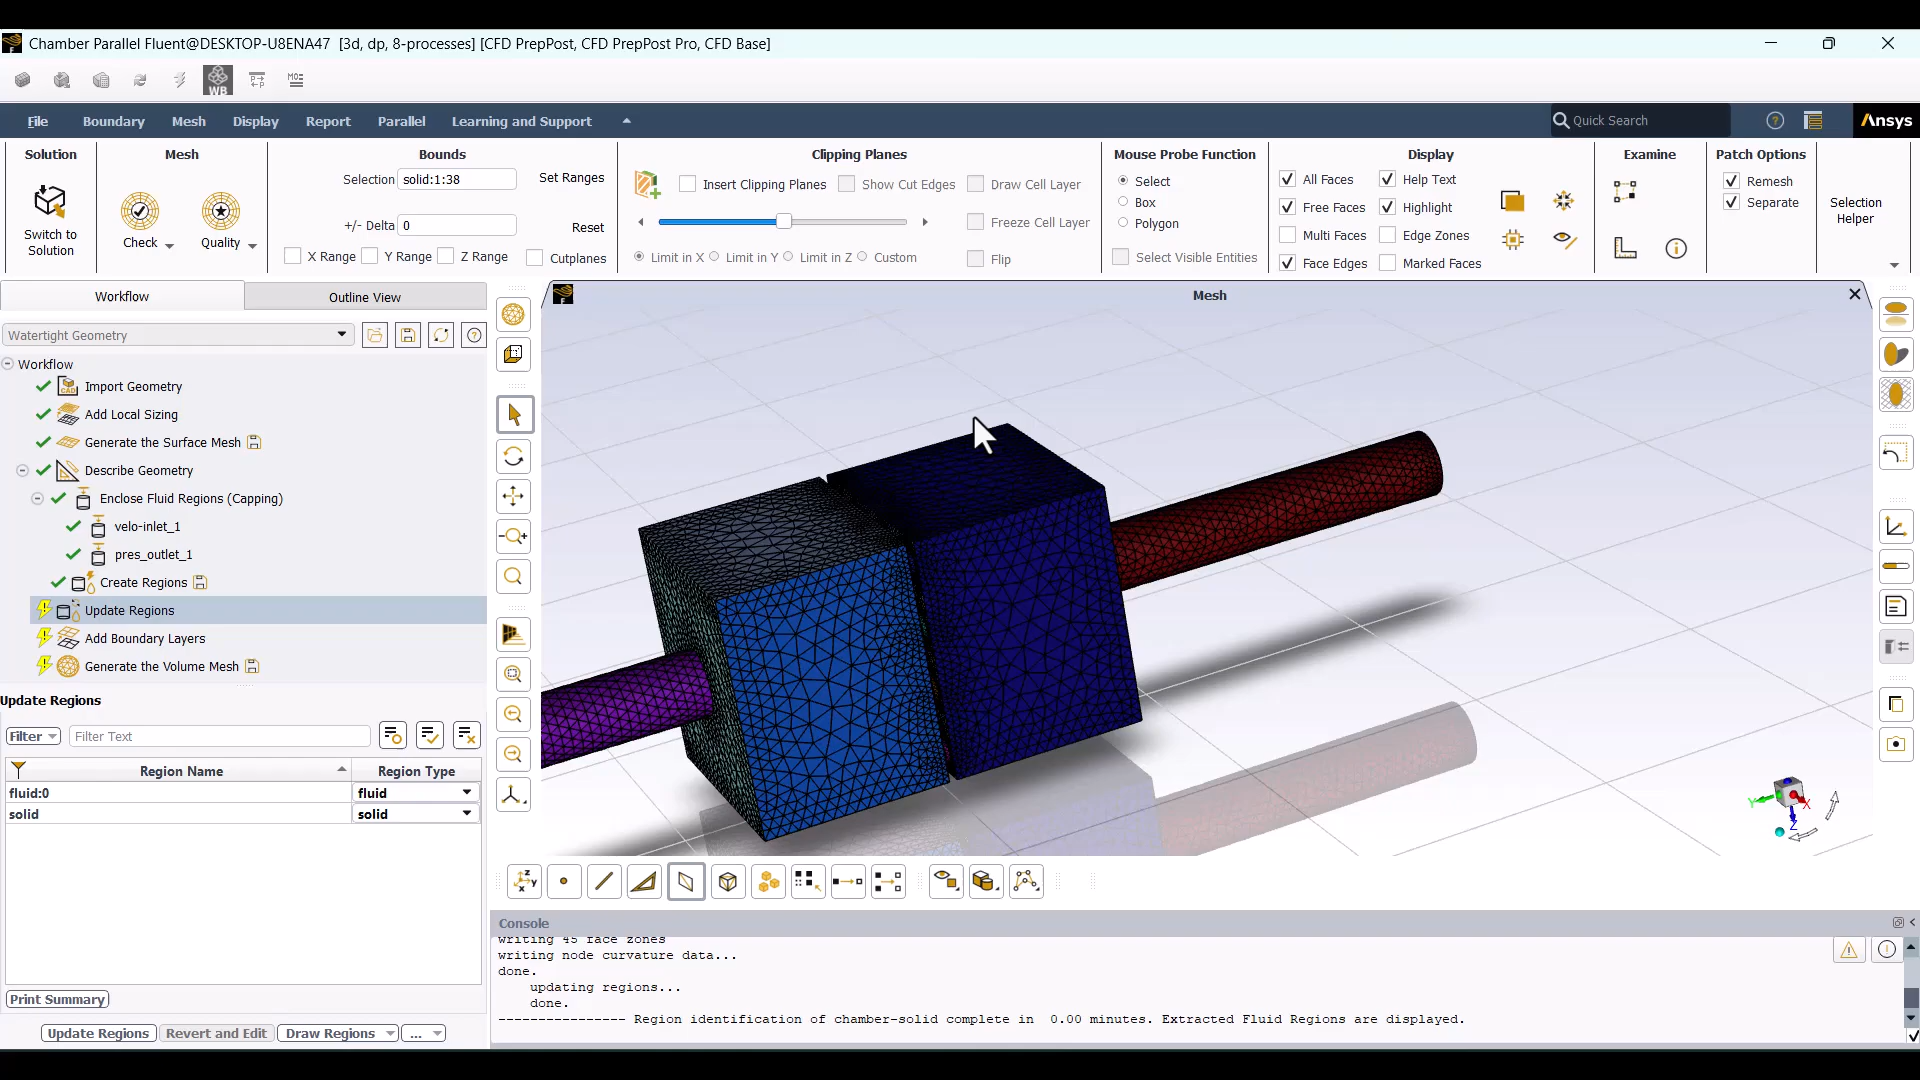 Chamber Parallel Fluent@DESKTOP-U8ENA47 [3d, dp, 8-processes] [CFD PrepPost, CFD PrepPost Pro, CFD Base]
WB
File Boundary Mesh Display Report Parallel Learning and Support
Quick Search
Ansys
Solution
Switch to
Solution
Mesh
Check
Quality
Bounds
Selection solid:1:38
Set Ranges
+/- Delta 0
Reset
X Range Y Range Z Range Cutplanes
Clipping Planes
Insert Clipping Planes Show Cut Edges Draw Cell Layer
Freeze Cell Layer
Limit in X Limit in Y Limit in Z Custom Flip
Mouse Probe Function
Select
Box
Polygon
Select Visible Entities
Display
All Faces Help Text
Free Faces Highlight
Multi Faces Edge Zones
Face Edges Marked Faces
Examine
Patch Options
Remesh
Separate
Selection
Helper
Workflow
Outline View
Watertight Geometry
Workflow
Import Geometry
Add Local Sizing
Generate the Surface Mesh
Describe Geometry
Enclose Fluid Regions (Capping)
velo-inlet_1
pres_outlet_1
Create Regions
Update Regions
Add Boundary Layers
Generate the Volume Mesh
Update Regions
Filter Filter Text
Region Name Region Type
fluid:0 fluid
solid solid
Print Summary
Update Regions Revert and Edit Draw Regions ...
Mesh
Y X
Z
Console
writing 45 face zones
writing node curvature data...
done.
updating regions...
done.
---------------- Region identification of chamber-solid complete in 0.00 minutes. Extracted Fluid Regions are displayed.